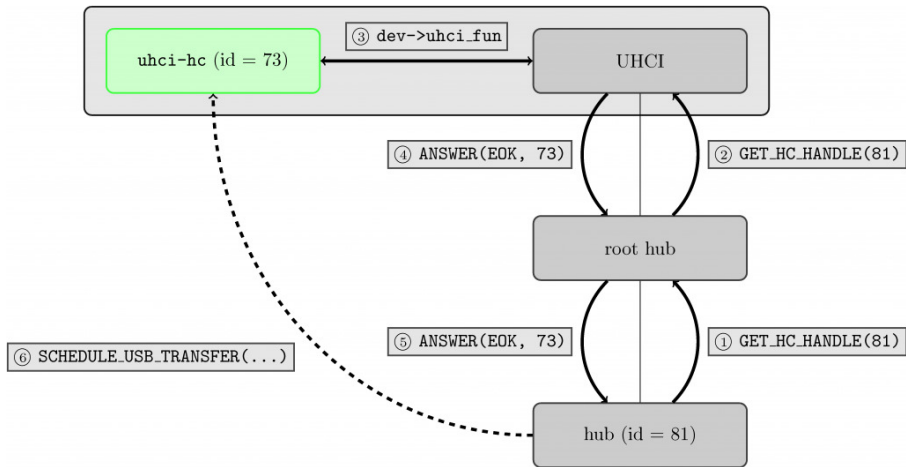 ③ dev->uhci_fun
uhci-hc (id = 73)
UHCI
④ ANSWER(EOK, 73)
② GET_HC_HANDLE(81)
root hub
⑤ ANSWER(EOK, 73)
① GET_HC_HANDLE(81)
⑥ SCHEDULE_USB_TRANSFER(...)
hub (id = 81)